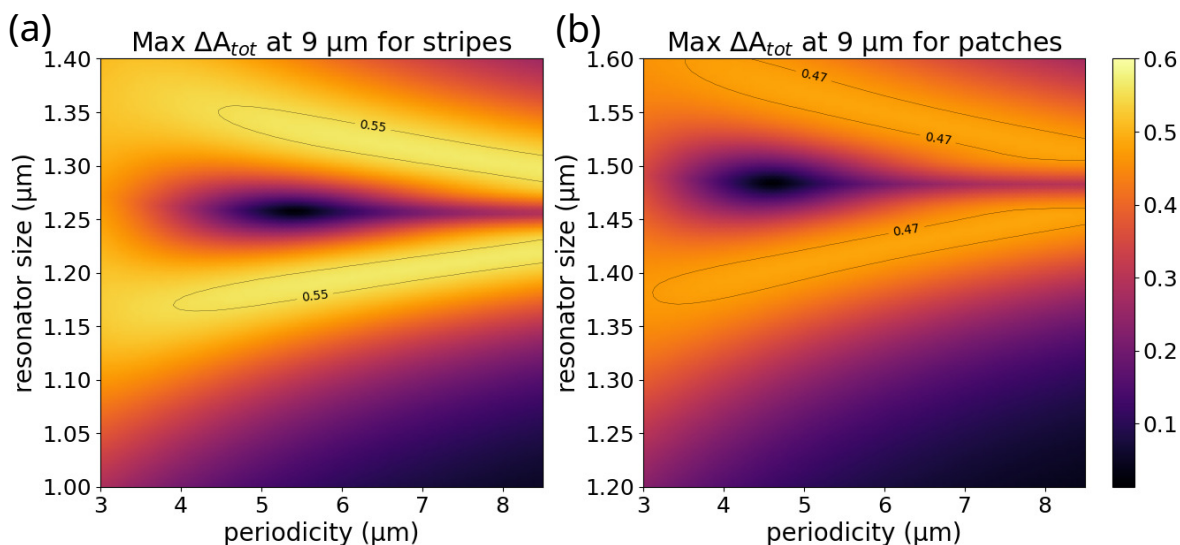 (a)
Max ΔA_tot at 9 μm for stripes
1.40
1.35
1.30
1.25
1.20
1.15
1.10
1.05
1.00
resonator size (μm)
0.55
0.55
3 4 5 6 7 8
periodicity (μm)
(b)
Max ΔA_tot at 9 μm for patches
1.60
1.55
1.50
1.45
1.40
1.35
1.30
1.25
1.20
resonator size (μm)
0.47
0.47
0.47
3 4 5 6 7 8
periodicity (μm)
0.6
0.5
0.4
0.3
0.2
0.1